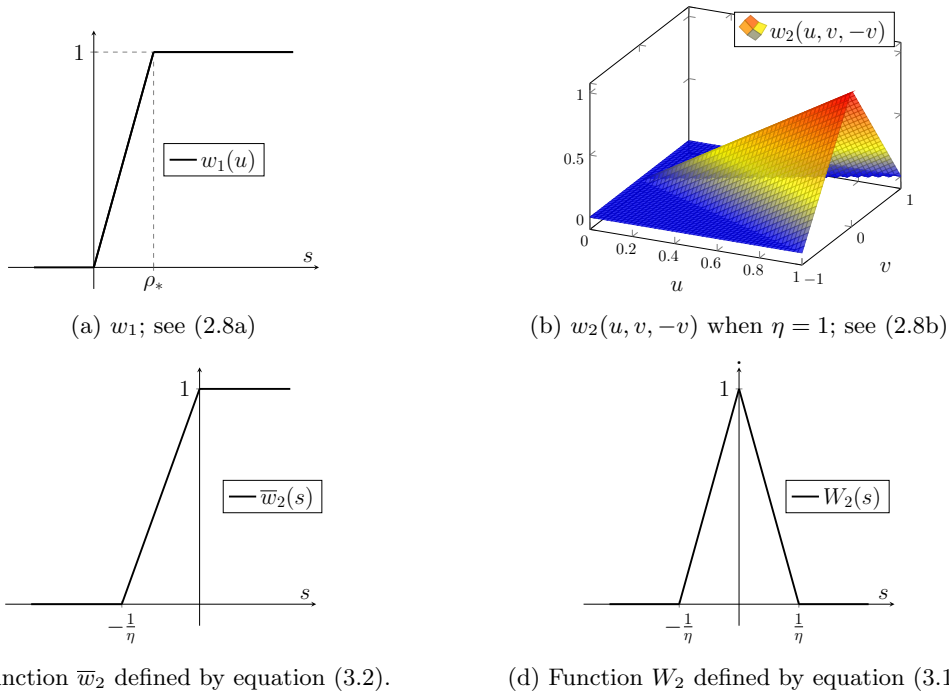 1
w₁(u)
s
ρ*
(a) w₁; see (2.8a)
w₂(u, v, −v)
1
0.5
0
0
0.2
0.4
0.6
0.8
1
−1
0
1
u
v
(b) w₂(u, v, −v) when η = 1; see (2.8b)
1
w̅₂(s)
s
−1/η
nction w̅₂ defined by equation (3.2).
1
W₂(s)
s
−1/η
1/η
(d) Function W₂ defined by equation (3.1